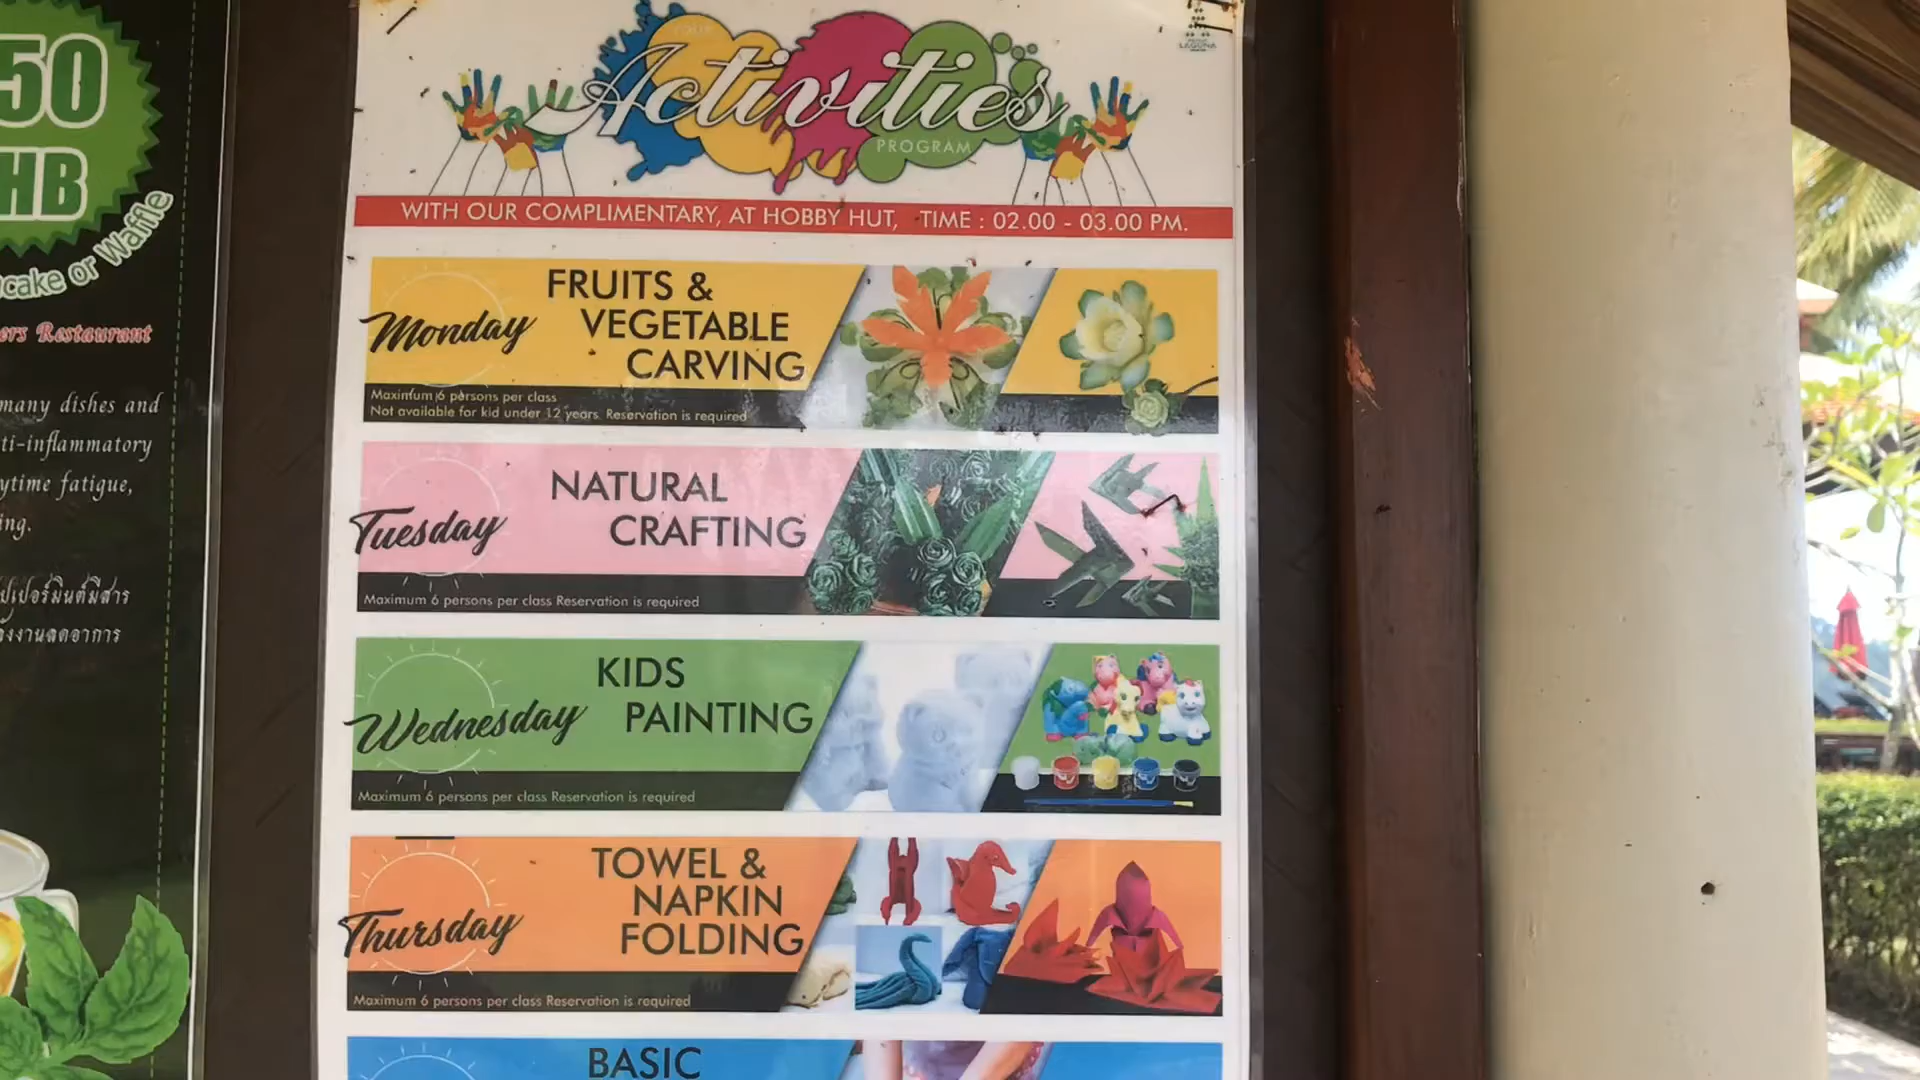 50
HB
cake or Waffle
ers Restaurant
many dishes and
ti-inflammatory
ytime fatigue,
ing.
YOUR
Activities
PROGRAM
LAGUNA
WITH OUR COMPLIMENTARY, AT HOBBY HUT, TIME : 02.00 - 03.00 PM.
Monday
FRUITS &
VEGETABLE
CARVING
Maximum 6 persons per class
Not available for kid under 12 years. Reservation is required
Tuesday
NATURAL
CRAFTING
Maximum 6 persons per class Reservation is required
Wednesday
KIDS
PAINTING
Maximum 6 persons per class Reservation is required
Thursday
TOWEL &
NAPKIN
FOLDING
Maximum 6 persons per class Reservation is required
BASIC